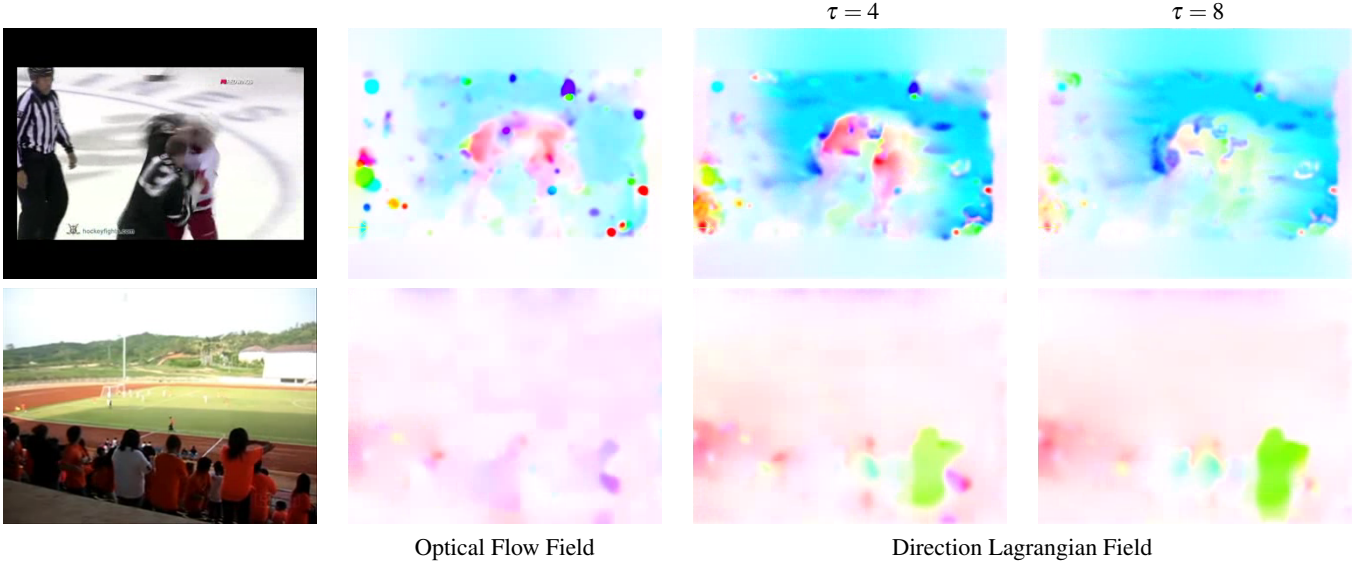 τ = 4
τ = 8
hockeyfights.com
Optical Flow Field
Direction Lagrangian Field